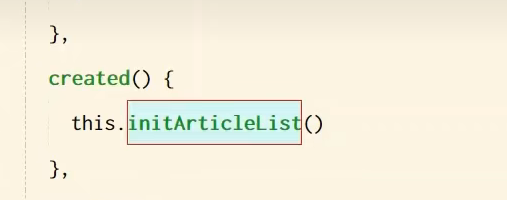 },
created() {
this.initArticleList()
},